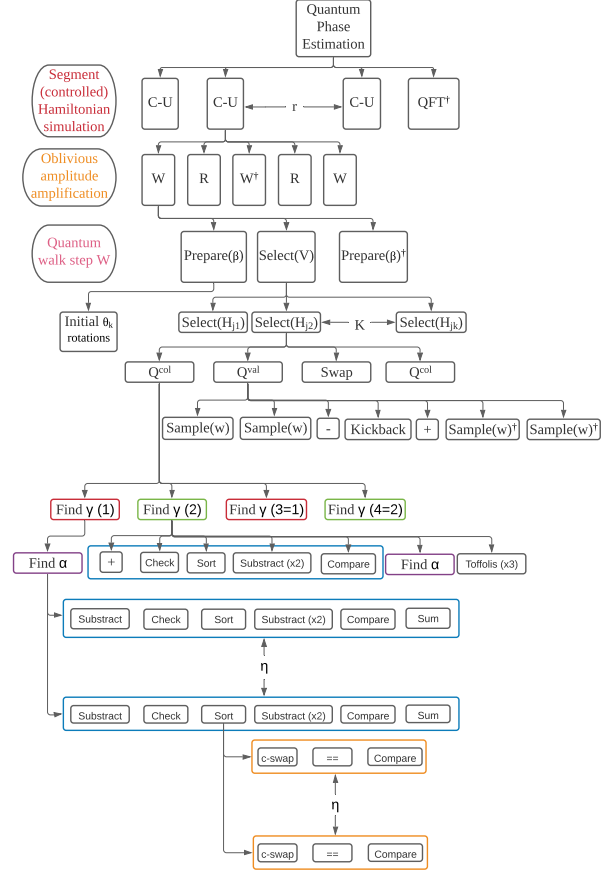 Quantum
Phase
Estimation
Segment
(controlled)
Hamiltonian
simulation
C-U
C-U
r
C-U
QFT†
Oblivious
amplitude
amplification
W
R
W†
R
W
Quantum
walk step W
Prepare(β)
Select(V)
Prepare(β)†
Initial θk
rotations
Select(Hj1)
Select(Hj2)
K
Select(Hjk)
Qcol
Qval
Swap
Qcol
Sample(w)
Sample(w)
-
Kickback
+
Sample(w)†
Sample(w)†
Find γ (1)
Find γ (2)
Find γ (3=1)
Find γ (4=2)
Find α
+
Check
Sort
Substract (x2)
Compare
Find α
Toffolis (x3)
Substract
Check
Sort
Substract (x2)
Compare
Sum
η
Substract
Check
Sort
Substract (x2)
Compare
Sum
c-swap
==
Compare
η
c-swap
==
Compare